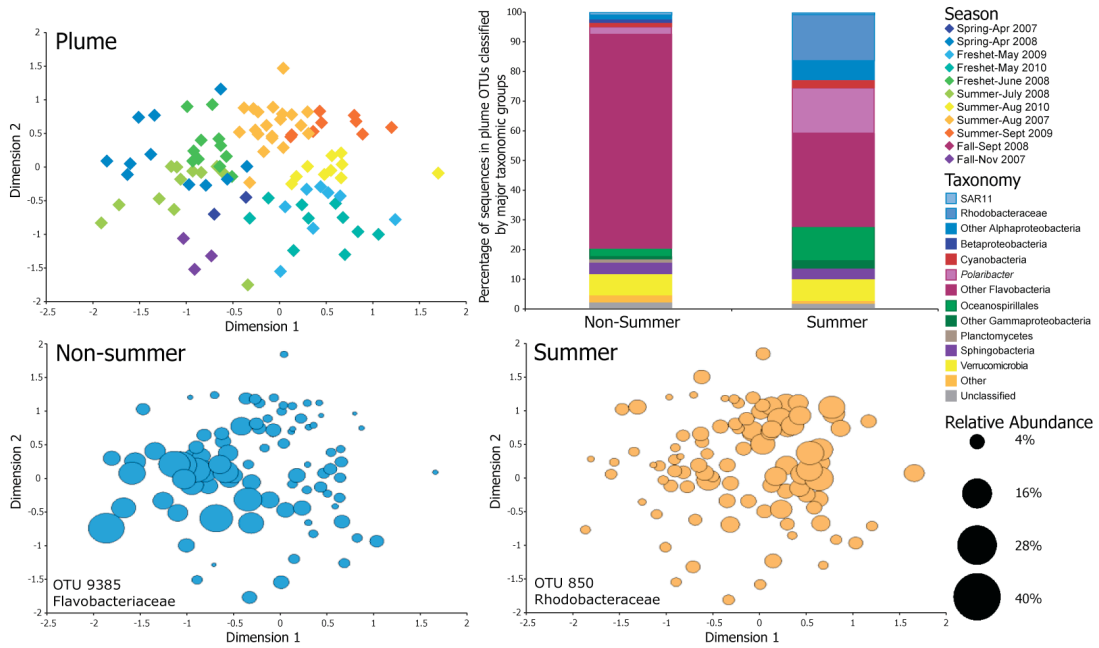 Plume
2
1.5
1
0.5
0
-0.5
-1
-1.5
-2
Dimension 2
-2 -1.5 -1 -0.5 0 0.5 1 1.5 2
Dimension 1
Percentage of sequences in plume OTUs classified
by major taxonomic groups
100
90
80
70
60
50
40
30
20
10
0
Non-Summer Summer
Season
Spring-Apr 2007
Spring-Apr 2008
Freshet-May 2009
Freshet-May 2010
Freshet-June 2008
Summer-July 2008
Summer-Aug 2010
Summer-Aug 2007
Summer-Sept 2009
Fall-Sept 2008
Fall-Nov 2007
Taxonomy
SAR11
Rhodobacteraceae
Other Alphaproteobacteria
Betaproteobacteria
Cyanobacteria
Polaribacter
Other Flavobacteria
Oceanospirillales
Other Gammaproteobacteria
Planctomycetes
Sphingobacteria
Verrucomicrobia
Other
Unclassified
Relative Abundance
4%
16%
28%
40%
Non-summer
2
1.5
1
0.5
0
-0.5
-1
-1.5
-2
Dimension 2
OTU 9385
Flavobacteriaceae
-2 -1.5 -1 -0.5 0 0.5 1 1.5 2
Dimension 1
Summer
2
1.5
1
0.5
0
-0.5
-1
-1.5
-2
Dimension 2
OTU 850
Rhodobacteraceae
-2 -1.5 -1 -0.5 0 0.5 1 1.5 2
Dimension 1